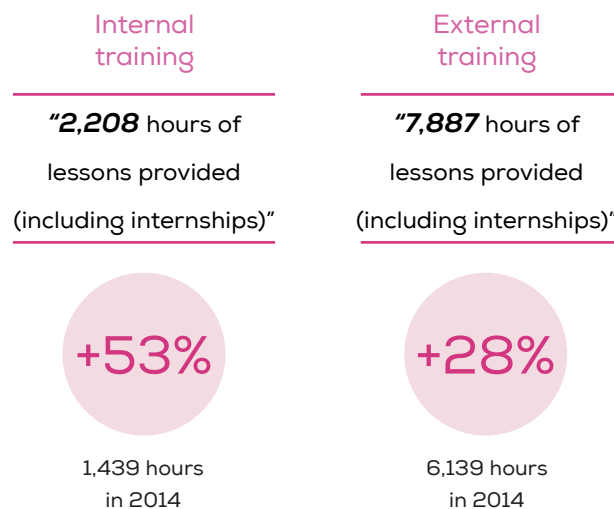 Internal
training
“2,208 hours of
lessons provided
(including internships)”
+53%
1,439 hours
in 2014
External
training
“7,887 hours of
lessons provided
(including internships)”
+28%
6,139 hours
in 2014